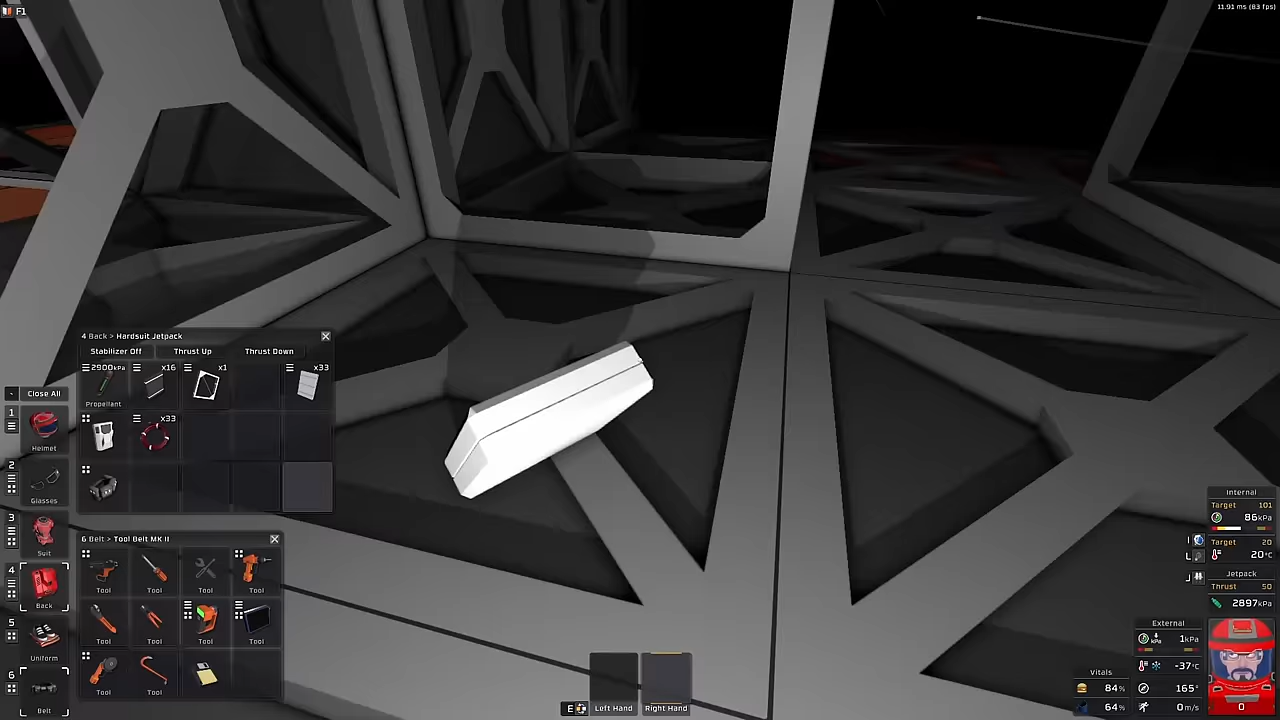 F1
11.91 ms (83 fps)
4 Back > Hardsuit Jetpack
Stabilizer Off Thrust Up Thrust Down
2900kPa x16 x1 x33
Propellant
x33
Close All
1
Helmet
2
Glasses
3
Suit
4
Back
5
Uniform
6
Belt
6 Belt > Tool Belt MK II
Tool Tool Tool Tool
Tool Tool Tool Tool
Tool Tool
E Left Hand Right Hand
Internal
Target 101
86kPa
Target 20
20°C
Jetpack
Thrust 50
2897kPa
External
kPa 1kPa
-37°C
165°
0m/s
Vitals
84%
64%
0